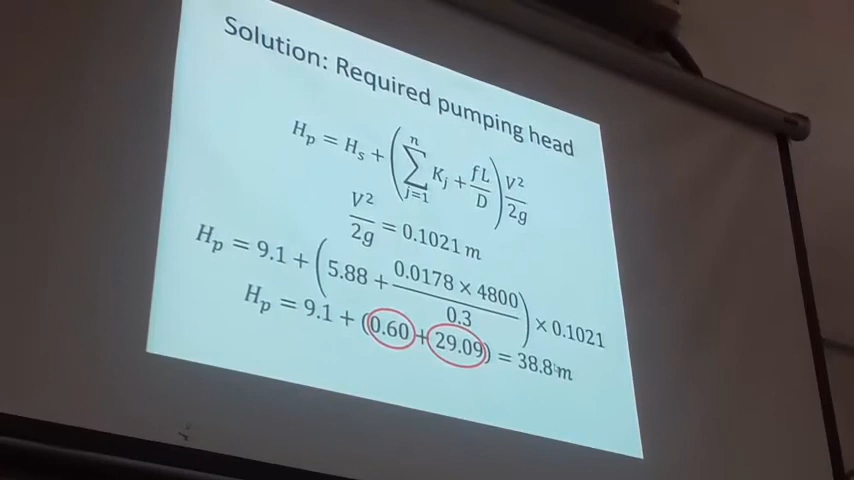 Solution: Required pumping head
H_p = H_s + (∑_{j=1}^{n} K_j + fL/D) V²/2g
V²/2g = 0.1021 m
H_p = 9.1 + (5.88 + (0.0178 × 4800)/0.3) × 0.1021
H_p = 9.1 + (0.60 + 29.09) = 38.8 m